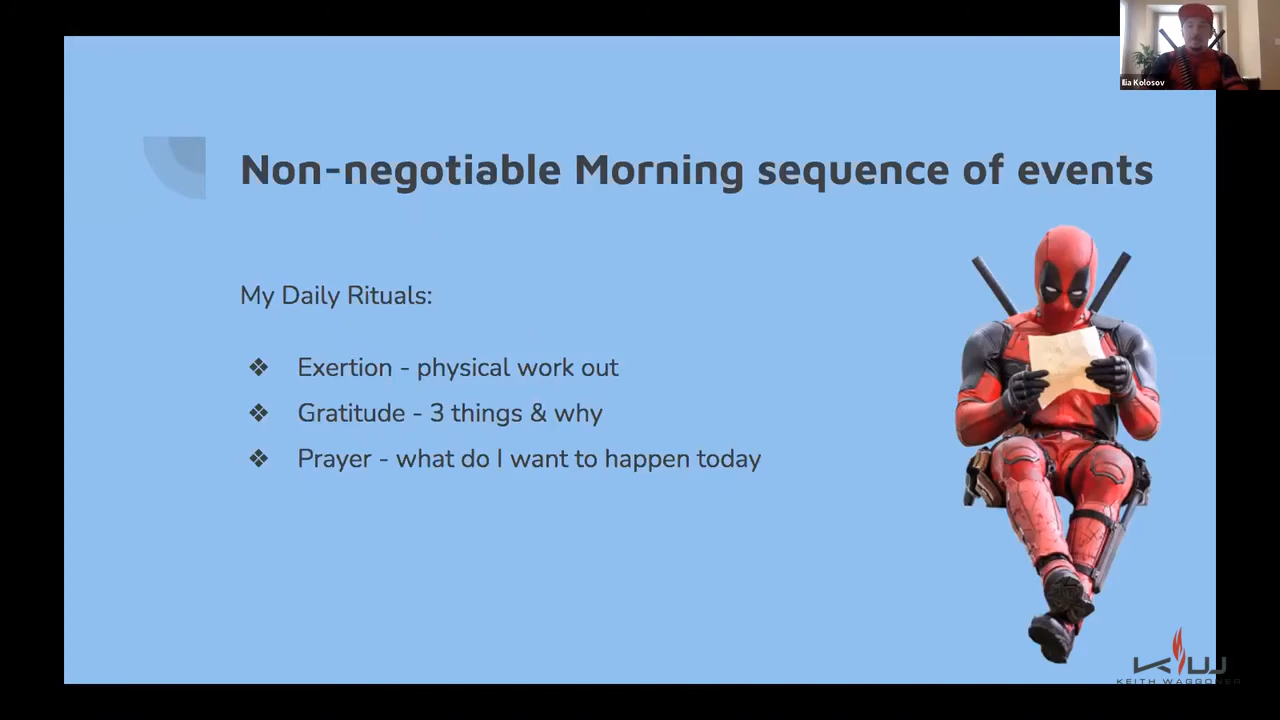 Ilia Kolosov
Non-negotiable Morning sequence of events
My Daily Rituals:
❖ Exertion - physical work out
❖ Gratitude - 3 things & why
❖ Prayer - what do I want to happen today
KWJ
KEITH WAGGONER